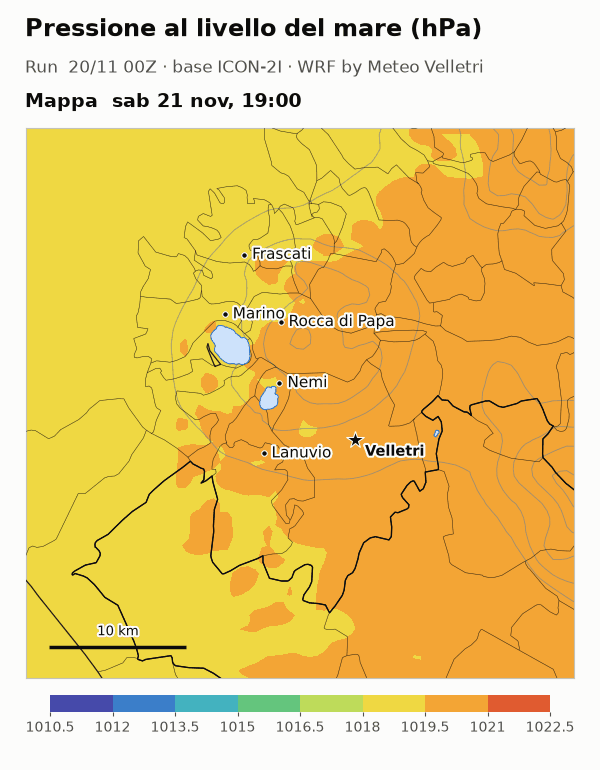 Pressione al livello del mare (hPa)
Run  20/11 00Z · base ICON-2I · WRF by Meteo Velletri
Mappa  sab 21 nov, 19:00
Frascati
Marino
Rocca di Papa
Nemi
Velletri
Lanuvio
10 km
1010.5 1012 1013.5 1015 1016.5 1018 1019.5 1021 1022.5